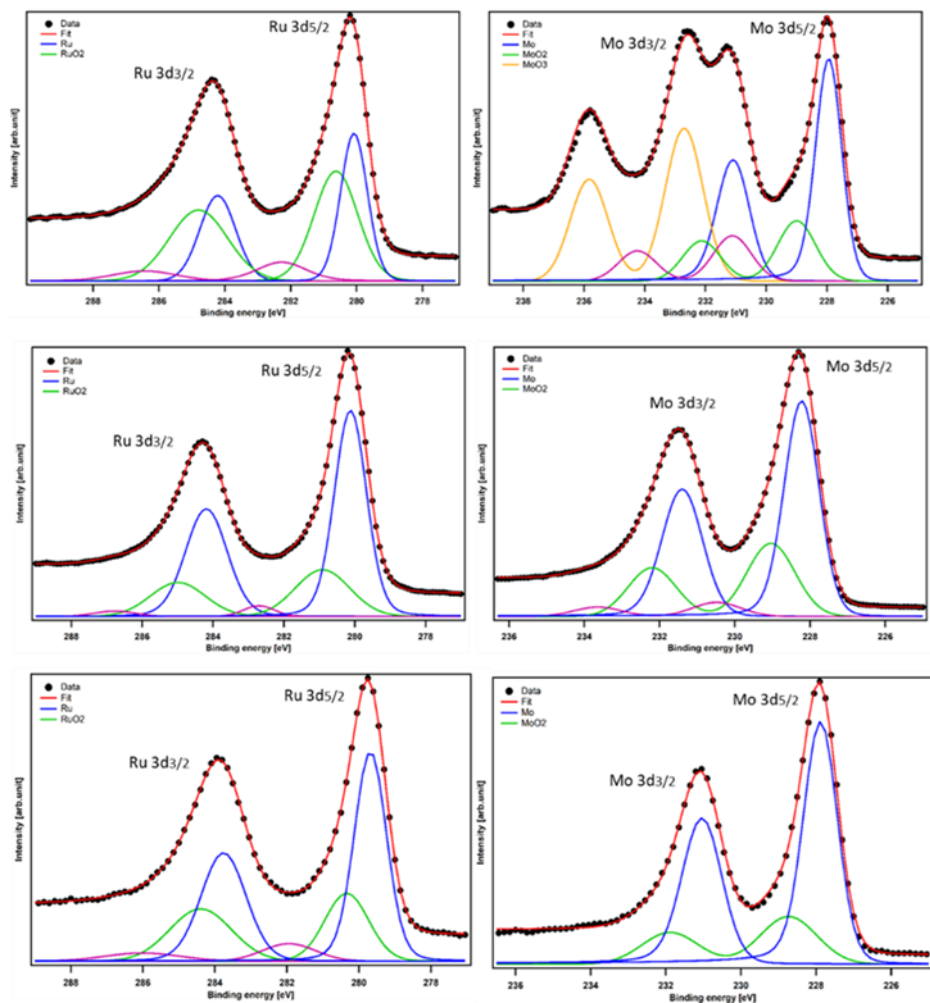 Data
Fit
Ru
RuO2
Ru 3d3/2
Ru 3d5/2
Intensity [arb.unit]
288 286 284 282 280 278
Binding energy [eV]
Data
Fit
Mo
MoO2
MoO3
Mo 3d3/2
Mo 3d5/2
Intensity [arb.unit]
238 236 234 232 230 228 226
Binding energy [eV]
Data
Fit
Ru
RuO2
Ru 3d3/2
Ru 3d5/2
Intensity [arb.unit]
288 286 284 282 280 278
Binding energy [eV]
Data
Fit
Mo
MoO2
Mo 3d3/2
Mo 3d5/2
Intensity [arb.unit]
236 234 232 230 228 226
Binding energy [eV]
Data
Fit
Ru
RuO2
Ru 3d3/2
Ru 3d5/2
Intensity [arb.unit]
288 286 284 282 280 278
Binding energy [eV]
Data
Fit
Mo
MoO2
Mo 3d3/2
Mo 3d5/2
Intensity [arb.unit]
236 234 232 230 228 226
Binding energy [eV]